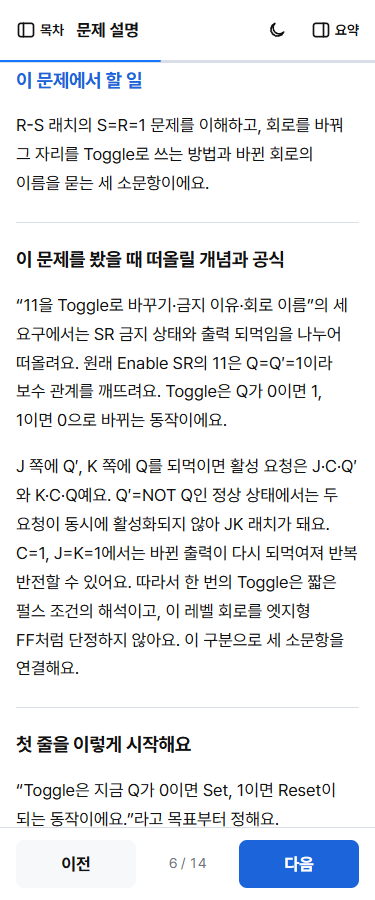 목차 문제 설명 요약
이 문제에서 할 일
R-S 래치의 S=R=1 문제를 이해하고, 회로를 바꿔
그 자리를 Toggle로 쓰는 방법과 바뀐 회로의
이름을 묻는 세 소문항이에요.
이 문제를 봤을 때 떠올릴 개념과 공식
“11을 Toggle로 바꾸기·금지 이유·회로 이름”의 세
요구에서는 SR 금지 상태와 출력 되먹임을 나누어
떠올려요. 원래 Enable SR의 11은 Q=Q′=1이라
보수 관계를 깨뜨려요. Toggle은 Q가 0이면 1,
1이면 0으로 바뀌는 동작이에요.
J 쪽에 Q′, K 쪽에 Q를 되먹이면 활성 요청은 J·C·Q′
와 K·C·Q예요. Q′=NOT Q인 정상 상태에서는 두
요청이 동시에 활성화되지 않아 JK 래치가 돼요.
C=1, J=K=1에서는 바뀐 출력이 다시 되먹여져 반복
반전할 수 있어요. 따라서 한 번의 Toggle은 짧은
펄스 조건의 해석이고, 이 레벨 회로를 엣지형
FF처럼 단정하지 않아요. 이 구분으로 세 소문항을
연결해요.
첫 줄을 이렇게 시작해요
“Toggle은 지금 Q가 0이면 Set, 1이면 Reset이
되는 동작이에요.”라고 목표부터 정해요.
이전 6 / 14 다음